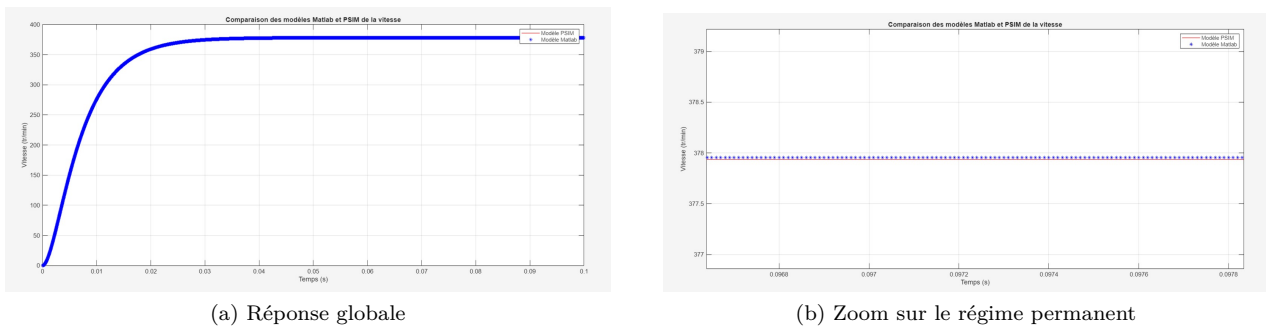 Comparaison des modèles Matlab et PSIM de la vitesse
Modèle PSIM
Modèle Matlab
Vitesse (tr/min)
400
350
300
250
200
150
100
50
0
0
0.01
0.02
0.03
0.04
0.05
0.06
0.07
0.08
0.09
0.1
Temps (s)
(a) Réponse globale
Comparaison des modèles Matlab et PSIM de la vitesse
Modèle PSIM
Modèle Matlab
Vitesse (tr/min)
379
378.5
378
377.5
377
0.0968
0.097
0.0972
0.0974
0.0976
0.0978
Temps (s)
(b) Zoom sur le régime permanent